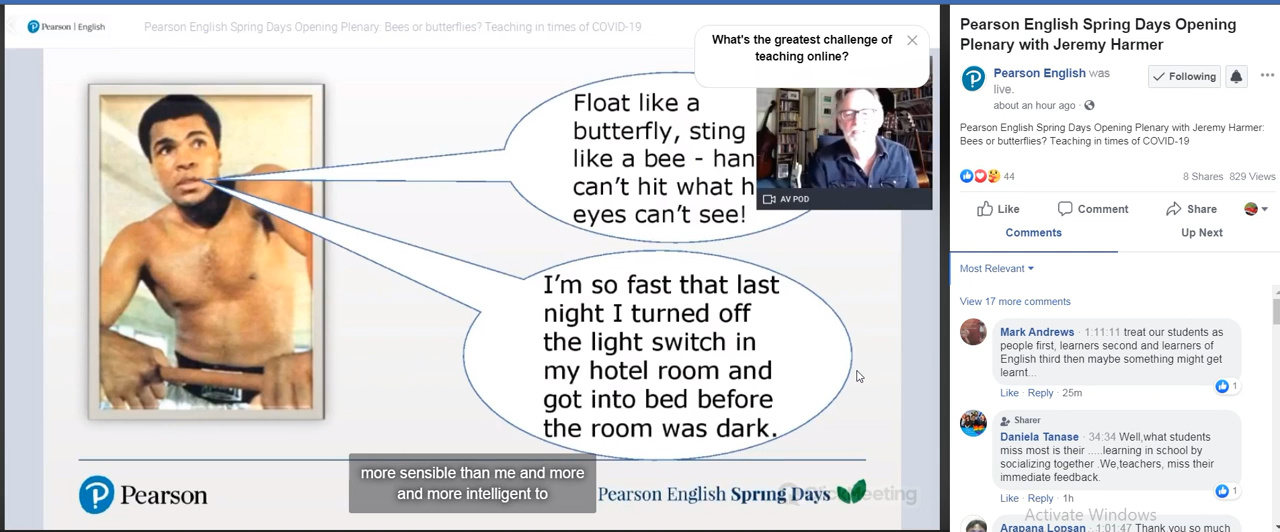 Pearson | English
Pearson English Spring Days Opening Plenary: Bees or butterflies? Teaching in times of COVID-19
What's the greatest challenge of
teaching online?
Float like a
butterfly, sting
like a bee - han
can't hit what h
eyes can't see!
AV POD
I'm so fast that last
night I turned off
the light switch in
my hotel room and
got into bed before
the room was dark.
more sensible than me and more
and more intelligent to
Pearson
Pearson English Spring Days
ClickMeeting
Pearson English Spring Days Opening
Plenary with Jeremy Harmer
Pearson English was
live.
about an hour ago ·
Following
Pearson English Spring Days Opening Plenary with Jeremy Harmer:
Bees or butterflies? Teaching in times of COVID-19
44
8 Shares 829 Views
Like
Comment
Share
Comments
Up Next
Most Relevant
View 17 more comments
Mark Andrews · 1:11:11 treat our students as
people first, learners second and learners of
English third then maybe something might get
learnt...
1
Like · Reply · 25m
Sharer
Daniela Tanase · 34:34 Well,what students
miss most is their .....learning in school by
socializing together .We,teachers, miss their
immediate feedback.
1
Like · Reply · 1h
Activate Windows
Arapana Lopsan · 1:01:47 Thank you so much